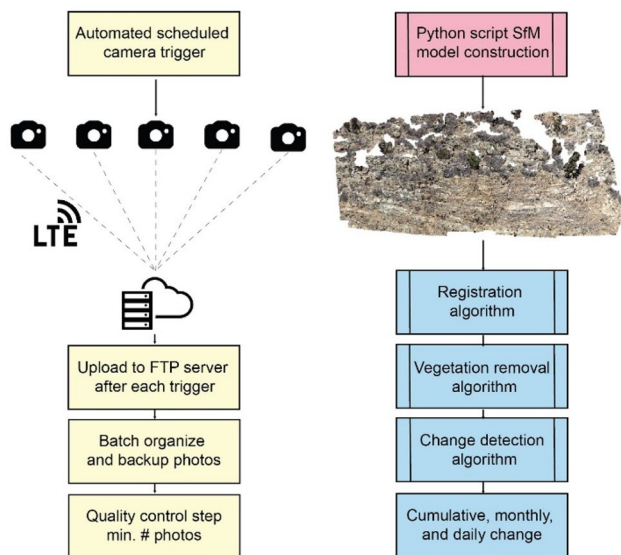 Automated scheduled
camera trigger
LTE
Upload to FTP server
after each trigger
Batch organize
and backup photos
Quality control step
min. # photos
Python script SfM
model construction
Registration
algorithm
Vegetation removal
algorithm
Change detection
algorithm
Cumulative, monthly,
and daily change